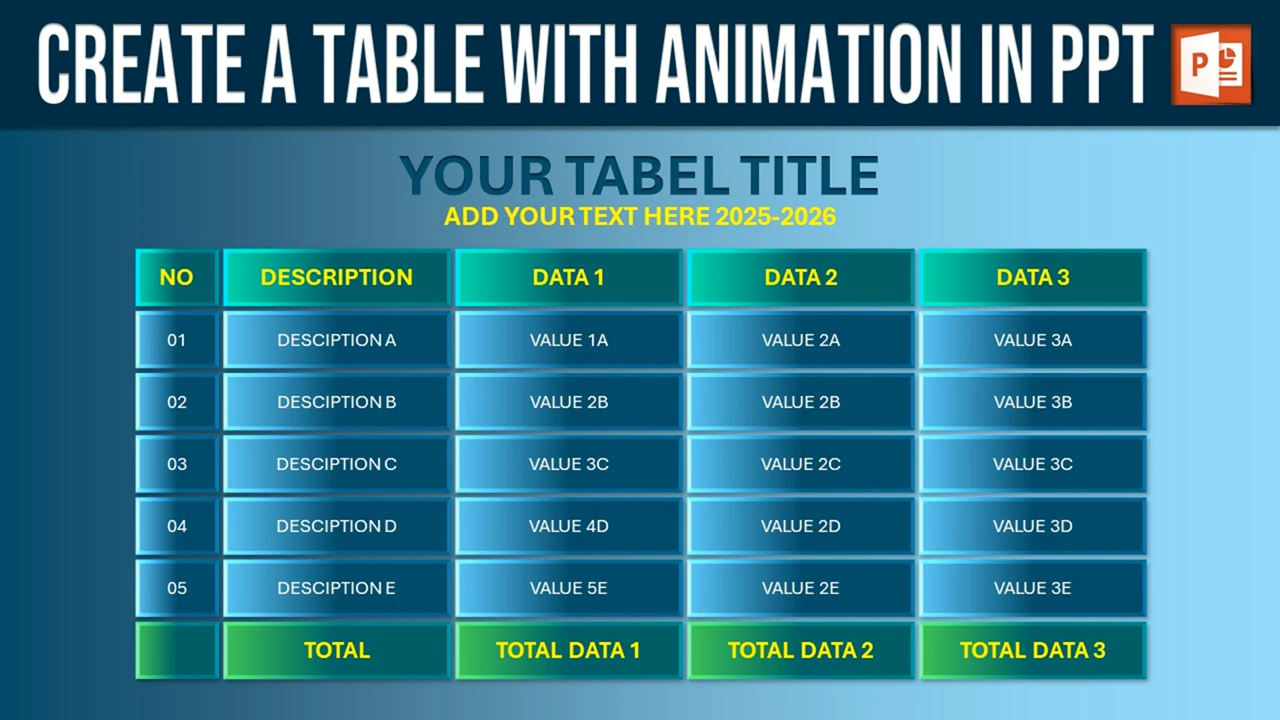 CREATE A TABLE WITH ANIMATION IN PPT
P
YOUR TABEL TITLE
ADD YOUR TEXT HERE 2025-2026
NO DESCRIPTION DATA 1 DATA 2 DATA 3
01 DESCIPTION A VALUE 1A VALUE 2A VALUE 3A
02 DESCIPTION B VALUE 2B VALUE 2B VALUE 3B
03 DESCIPTION C VALUE 3C VALUE 2C VALUE 3C
04 DESCIPTION D VALUE 4D VALUE 2D VALUE 3D
05 DESCIPTION E VALUE 5E VALUE 2E VALUE 3E
TOTAL TOTAL DATA 1 TOTAL DATA 2 TOTAL DATA 3